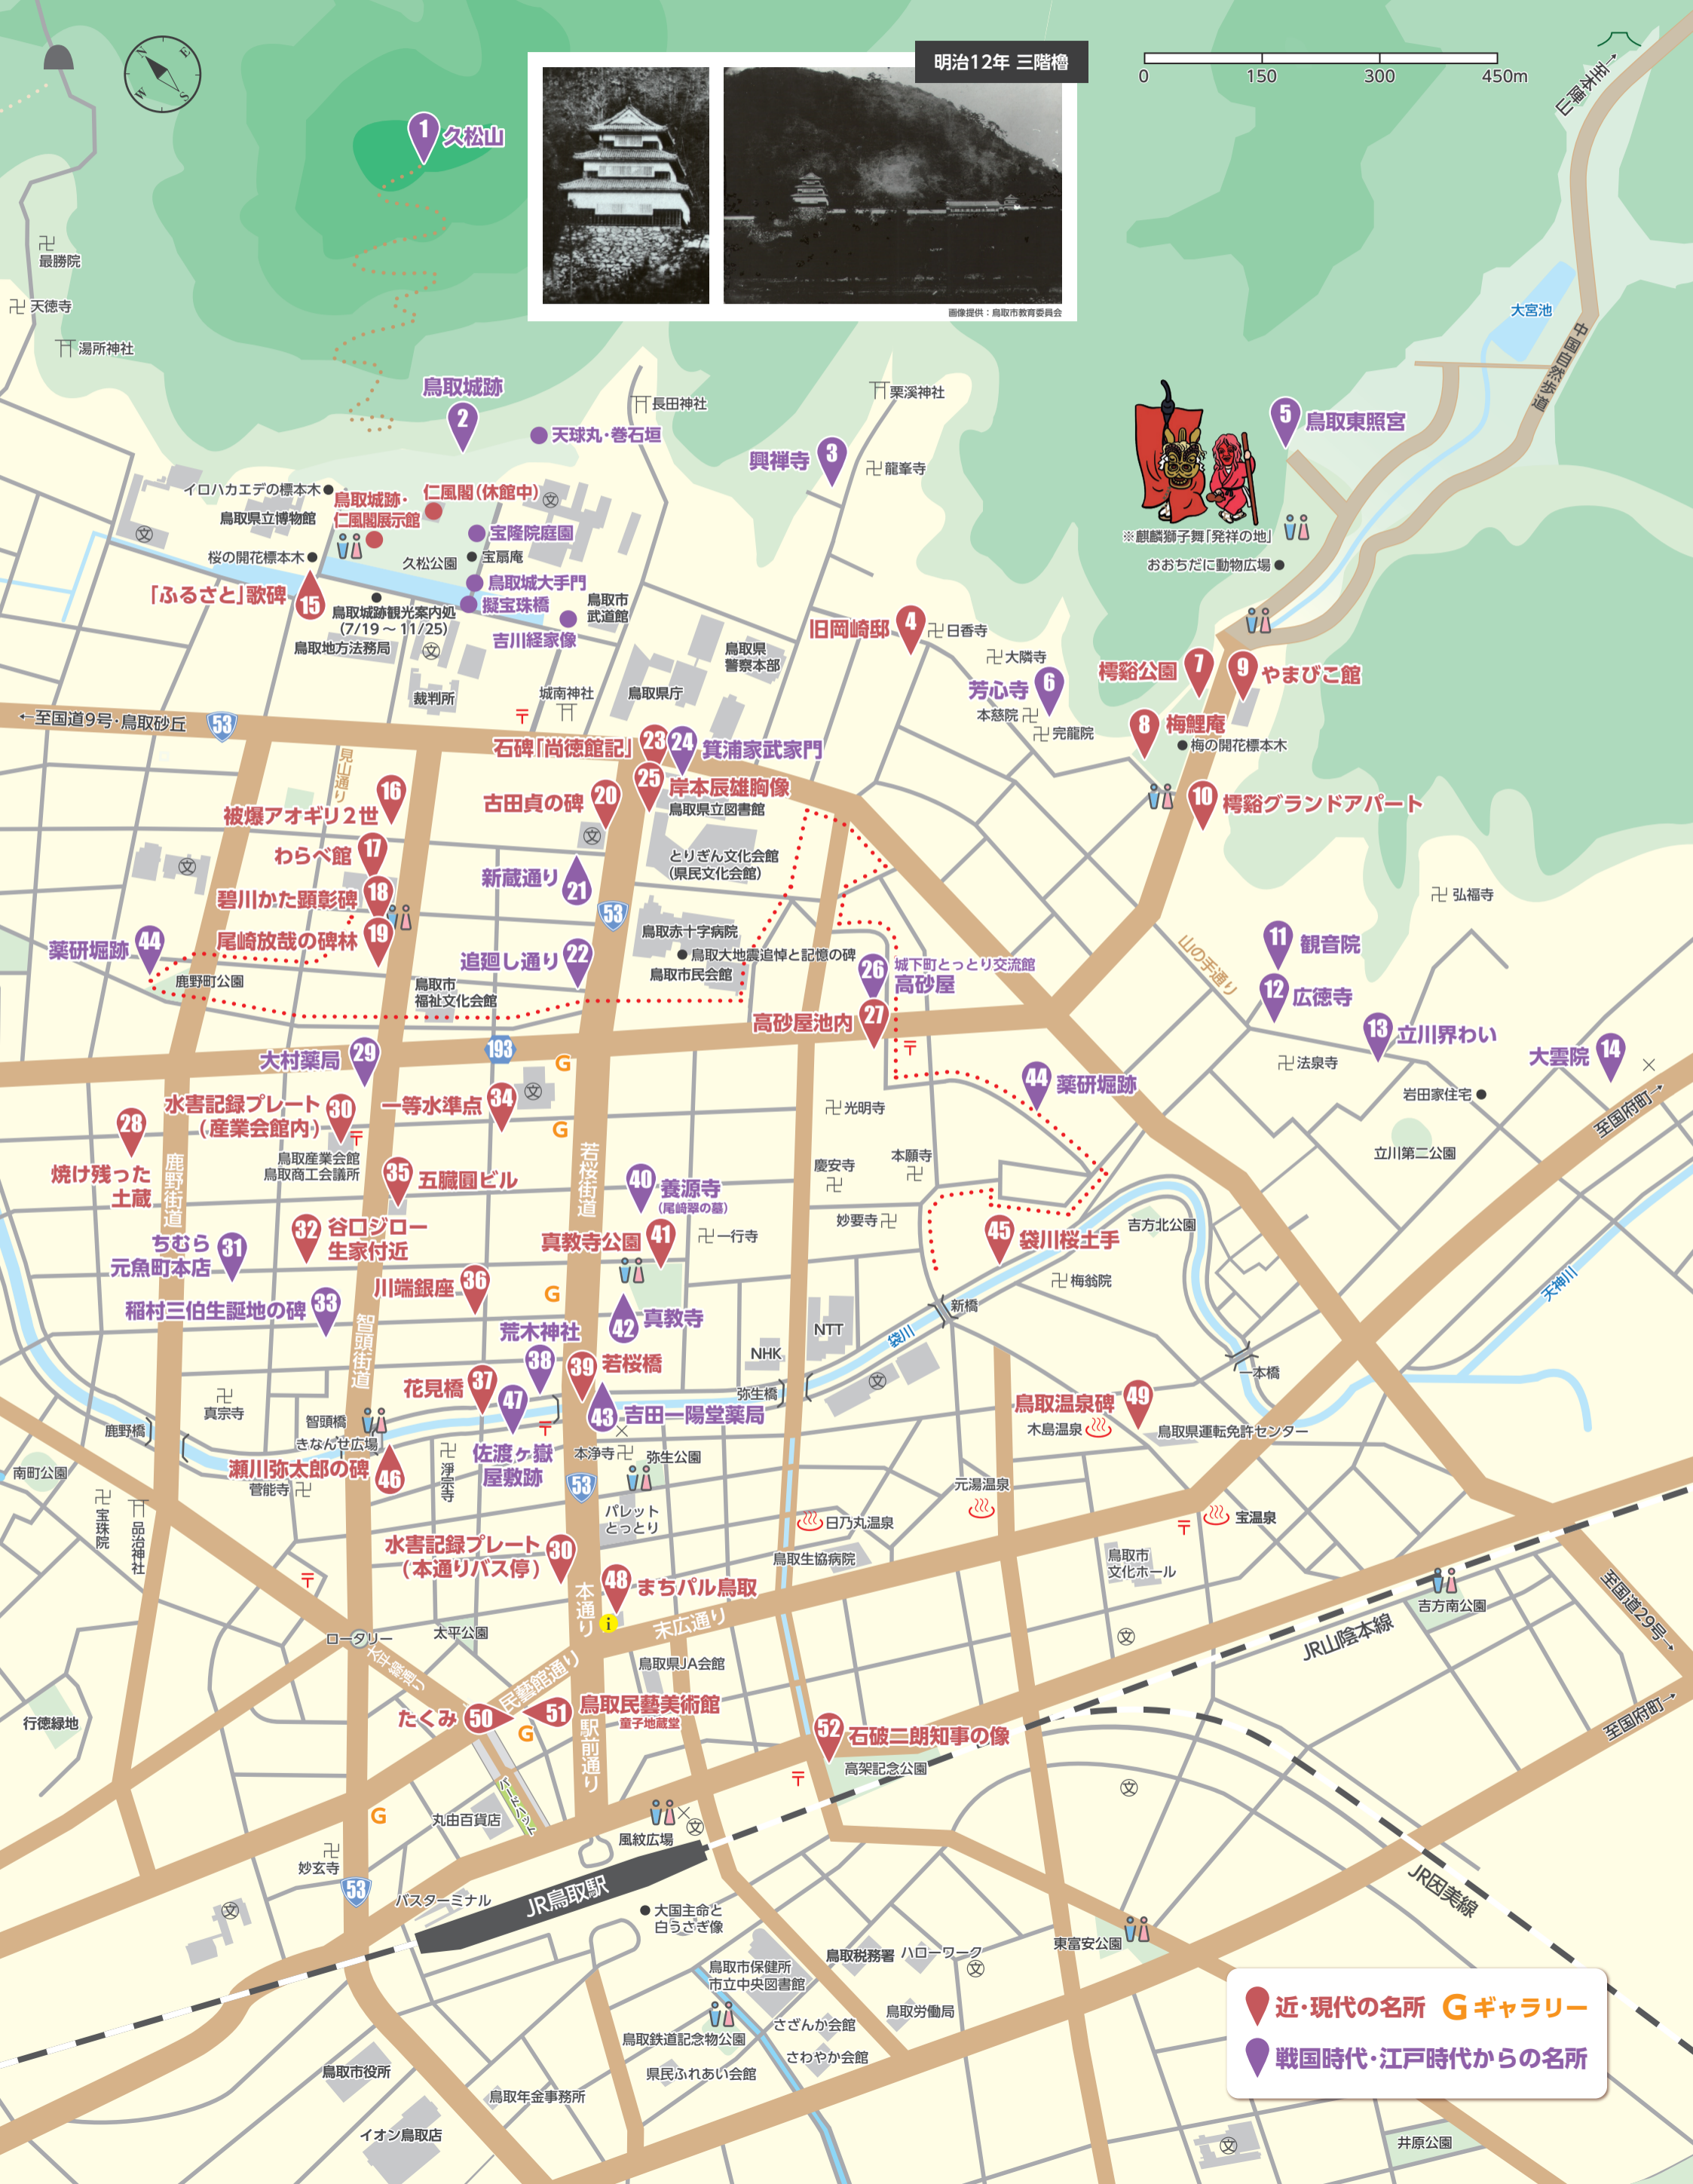 明治12年 三階櫓
画像提供：鳥取市教育委員会
0
150
300
450m
至本陣山→
N
E
W
S
1
久松山
卍
最勝院
卍 天徳寺
湯所神社
大宮池
中国自然歩道
鳥取城跡
2
天球丸・巻石垣
長田神社
栗渓神社
興禅寺
3
卍 龍峯寺
5
鳥取東照宮
※麒麟獅子舞「発祥の地」
おおちだに動物広場
イロハカエデの標本木
鳥取県立博物館
鳥取城跡・
仁風閣展示館
仁風閣（休館中）
文
文
宝隆院庭園
桜の開花標本木
久松公園
宝扇庵
鳥取城大手門
擬宝珠橋
「ふるさと」歌碑
15
鳥取城跡観光案内処
(7/19～11/25)
鳥取市
武道館
吉川経家像
鳥取地方法務局
文
裁判所
城南神社
鳥取県庁
鳥取県
警察本部
旧岡崎邸
4
卍 日香寺
卍 大隣寺
芳心寺
6
本慈院 卍
卍 完龍院
樗谿公園
7
9
やまびこ館
8
梅鯉庵
梅の開花標本木
10
樗谿グランドアパート
←至国道9号・鳥取砂丘
53
〒
見山通り
石碑「尚徳館記」
23
24
箕浦家武家門
25
岸本辰雄胸像
鳥取県立図書館
16
被爆アオギリ2世
古田貞の碑
20
文
とりぎん文化会館
(県民文化会館)
わらべ館
17
新蔵通り
21
碧川かた顕彰碑
18
文
53
尾崎放哉の碑林
19
薬研堀跡
44
鹿野町公園
追廻し通り
22
鳥取赤十字病院
鳥取大地震追悼と記憶の碑
鳥取市民会館
鳥取市
福祉文化会館
26
城下町とっとり交流館
高砂屋
高砂屋池内
27
〒
山の手通り
卍 弘福寺
11
観音院
12
広徳寺
13
立川界わい
大雲院
14
卍 法泉寺
岩田家住宅
立川第二公園
至国府町→
大村薬局
29
193
G
28
焼け残った
土蔵
水害記録プレート
（産業会館内）
30
〒
鳥取産業会館
鳥取商工会議所
一等水準点
34
文
G
44
薬研堀跡
卍 光明寺
慶安寺
卍
本願寺
卍
妙要寺 卍
鹿野街道
35
五臓圓ビル
若桜街道
40
養源寺
（尾﨑翠の墓）
32
谷口ジロー
生家付近
ちむら
元魚町本店
31
真教寺公園
41
卍 一行寺
45
袋川桜土手
吉方北公園
川端銀座
36
G
稲村三伯生誕地の碑
33
42
真教寺
卍 梅翁院
新橋
天神川
NTT
袋川
荒木神社
38
39
若桜橋
NHK
智頭街道
一本橋
花見橋
37
47
弥生橋
文
卍
真宗寺
43
吉田一陽堂薬局
〒
鳥取温泉碑
49
木島温泉
鳥取県運転免許センター
鹿野橋
智頭橋
きなんせ広場
佐渡ヶ嶽
屋敷跡
本浄寺 卍
弥生公園
瀬川弥太郎の碑
46
卍
淨宗寺
南町公園
菅能寺 卍
53
パレット
とっとり
元湯温泉
卍
宝珠院
品治神社
日乃丸温泉
宝温泉
〒
水害記録プレート
（本通りバス停）
30
鳥取生協病院
鳥取市
文化ホール
〒
48
まちパル鳥取
本通り
i
末広通り
吉方南公園
至国道29号→
文
JR山陰本線
ロータリー
太平線通り
太平公園
鳥取県JA会館
民藝館通り
行徳緑地
たくみ
50
51
鳥取民藝美術館
童子地蔵堂
G
駅前通り
52
石破二朗知事の像
至国府町→
高架記念公園
〒
文
バードハット
丸由百貨店
G
風紋広場
文
卍
妙玄寺
53
バスターミナル
JR鳥取駅
JR因美線
文
大国主命と
白うさぎ像
東富安公園
鳥取税務署
ハローワーク
文
鳥取市保健所
市立中央図書館
鳥取労働局
さざんか会館
鳥取鉄道記念物公園
さわやか会館
県民ふれあい会館
鳥取市役所
鳥取年金事務所
イオン鳥取店
文
井原公園
近・現代の名所
G ギャラリー
戦国時代・江戸時代からの名所